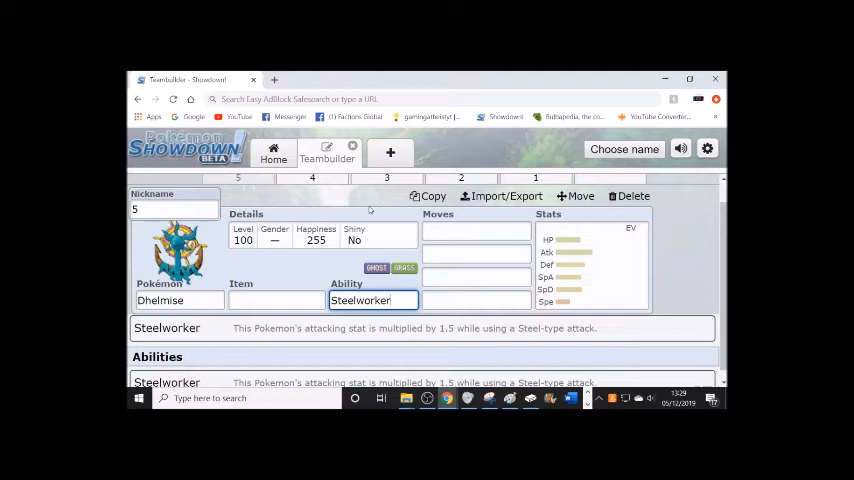 Teambuilder - Showdown!
Search Easy AdBlock Safesearch or type a URL
Apps Google YouTube Messenger (1) Factions Global gamingatheistyt |... Showdown! Bulbapedia, the co... YouTube Converter...
Pokémon
SHOWDOWN!
BETA
Home
Teambuilder
Choose name
5 4 3 2 1
Nickname
5
Copy Import/Export Move Delete
Details
Level Gender Happiness Shiny
100 — 255 No
GHOST GRASS
Pokémon Item Ability
Dhelmise Steelworker
Moves
Stats
EV
HP
Atk
Def
SpA
SpD
Spe
Steelworker This Pokemon's attacking stat is multiplied by 1.5 while using a Steel-type attack.
Abilities
Steelworker This Pokemon's attacking stat is multiplied by 1.5 while using a Steel-type attack.
Type here to search
13:29
05/12/2019
17